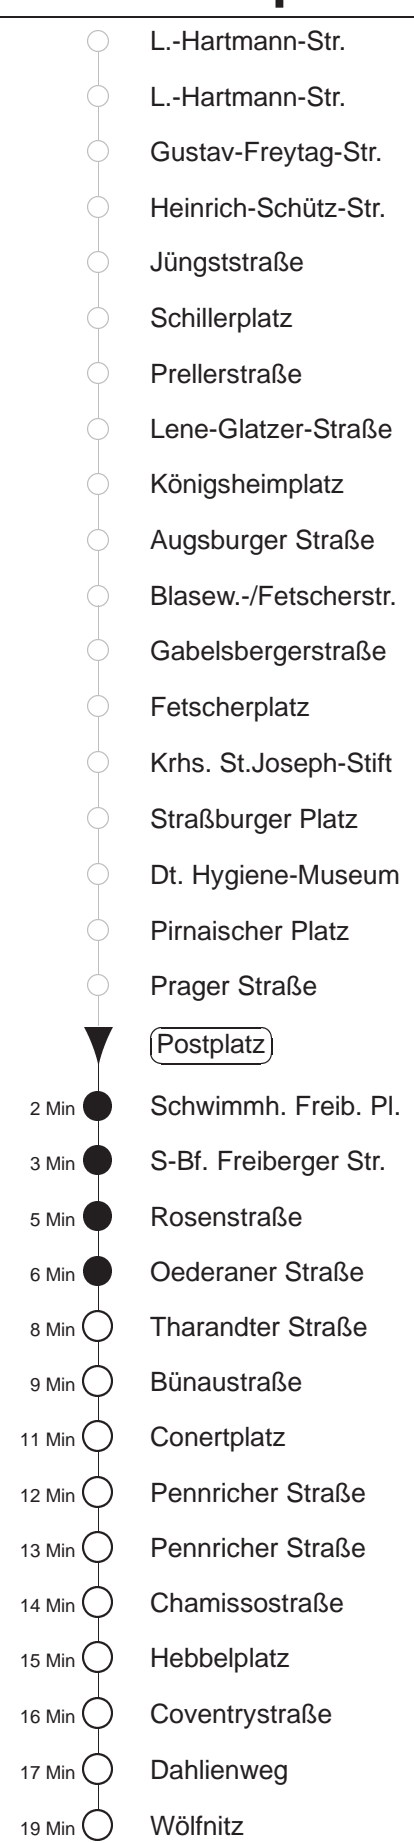 L.-Hartmann-Str.
L.-Hartmann-Str.
Gustav-Freytag-Str.
Heinrich-Schütz-Str.
Jüngststraße
Schillerplatz
Prellerstraße
Lene-Glatzer-Straße
Königsheimplatz
Augsburger Straße
Blasew.-/Fetscherstr.
Gabelsbergerstraße
Fetscherplatz
Krhs. St.Joseph-Stift
Straßburger Platz
Dt. Hygiene-Museum
Pirnaischer Platz
Prager Straße
Postplatz
2 Min Schwimmh. Freib. Pl.
3 Min S-Bf. Freiberger Str.
5 Min Rosenstraße
6 Min Oederaner Straße
8 Min Tharandter Straße
9 Min Bünaustraße
11 Min Conertplatz
12 Min Pennricher Straße
13 Min Pennricher Straße
14 Min Chamissostraße
15 Min Hebbelplatz
16 Min Coventrystraße
17 Min Dahlienweg
19 Min Wölfnitz